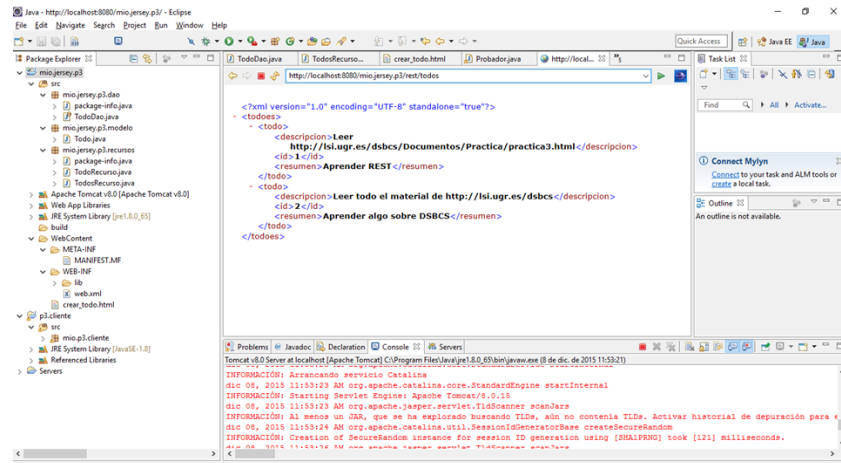 Java - http://localhost:8080/mio.jersey.p3/ - Eclipse
File Edit Navigate Search Project Run Window Help
Quick Access Java EE Java
Package Explorer
mio.jersey.p3
src
mio.jersey.p3.dao
package-info.java
TodoDao.java
mio.jersey.p3.modelo
Todo.java
mio.jersey.p3.recursos
package-info.java
TodoRecurso.java
TodosRecurso.java
Apache Tomcat v8.0 [Apache Tomcat v8.0]
Web App Libraries
JRE System Library [jre1.8.0_65]
build
WebContent
META-INF
MANIFEST.MF
WEB-INF
lib
web.xml
crear_todo.html
p3.cliente
src
mio.p3.cliente
JRE System Library [JavaSE-1.8]
Referenced Libraries
Servers
TodoDao.java TodosRecurso... crear_todo.html Probador.java http://local... »5
http://localhost:8080/mio.jersey.p3/rest/todos
<?xml version="1.0" encoding="UTF-8" standalone="true"?>
- <todoes>
- <todo>
<descripcion>Leer
http://lsi.ugr.es/dsbcs/Documentos/Practica/practica3.html</descripcion>
<id>1</id>
<resumen>Aprender REST</resumen>
</todo>
- <todo>
<descripcion>Leer todo el material de http://lsi.ugr.es/dsbcs</descripcion>
<id>2</id>
<resumen>Aprender algo sobre DSBCS</resumen>
</todo>
</todoes>
Task List
Find All Activate...
Connect Mylyn
Connect to your task and ALM tools or
create a local task.
Outline
An outline is not available.
Problems Javadoc Declaration Console Servers
Tomcat v8.0 Server at localhost [Apache Tomcat] C:\Program Files\Java\jre1.8.0_65\bin\javaw.exe (8 de dic. de 2015 11:53:21)
INFORMACIÓN: Arrancando servicio Catalina
dic 08, 2015 11:53:23 AM org.apache.catalina.core.StandardEngine startInternal
INFORMACIÓN: Starting Servlet Engine: Apache Tomcat/8.0.15
dic 08, 2015 11:53:23 AM org.apache.jasper.servlet.TldScanner scanJars
INFORMACIÓN: Al menos un JAR, que se ha explorado buscando TLDs, aún no contenía TLDs. Activar historial de depuración para e
dic 08, 2015 11:53:24 AM org.apache.catalina.util.SessionIdGeneratorBase createSecureRandom
INFORMACIÓN: Creation of SecureRandom instance for session ID generation using [SHA1PRNG] took [121] milliseconds.
dic 08, 2015 11:53:26 AM org.apache.jasper.servlet.TldScanner scanJars